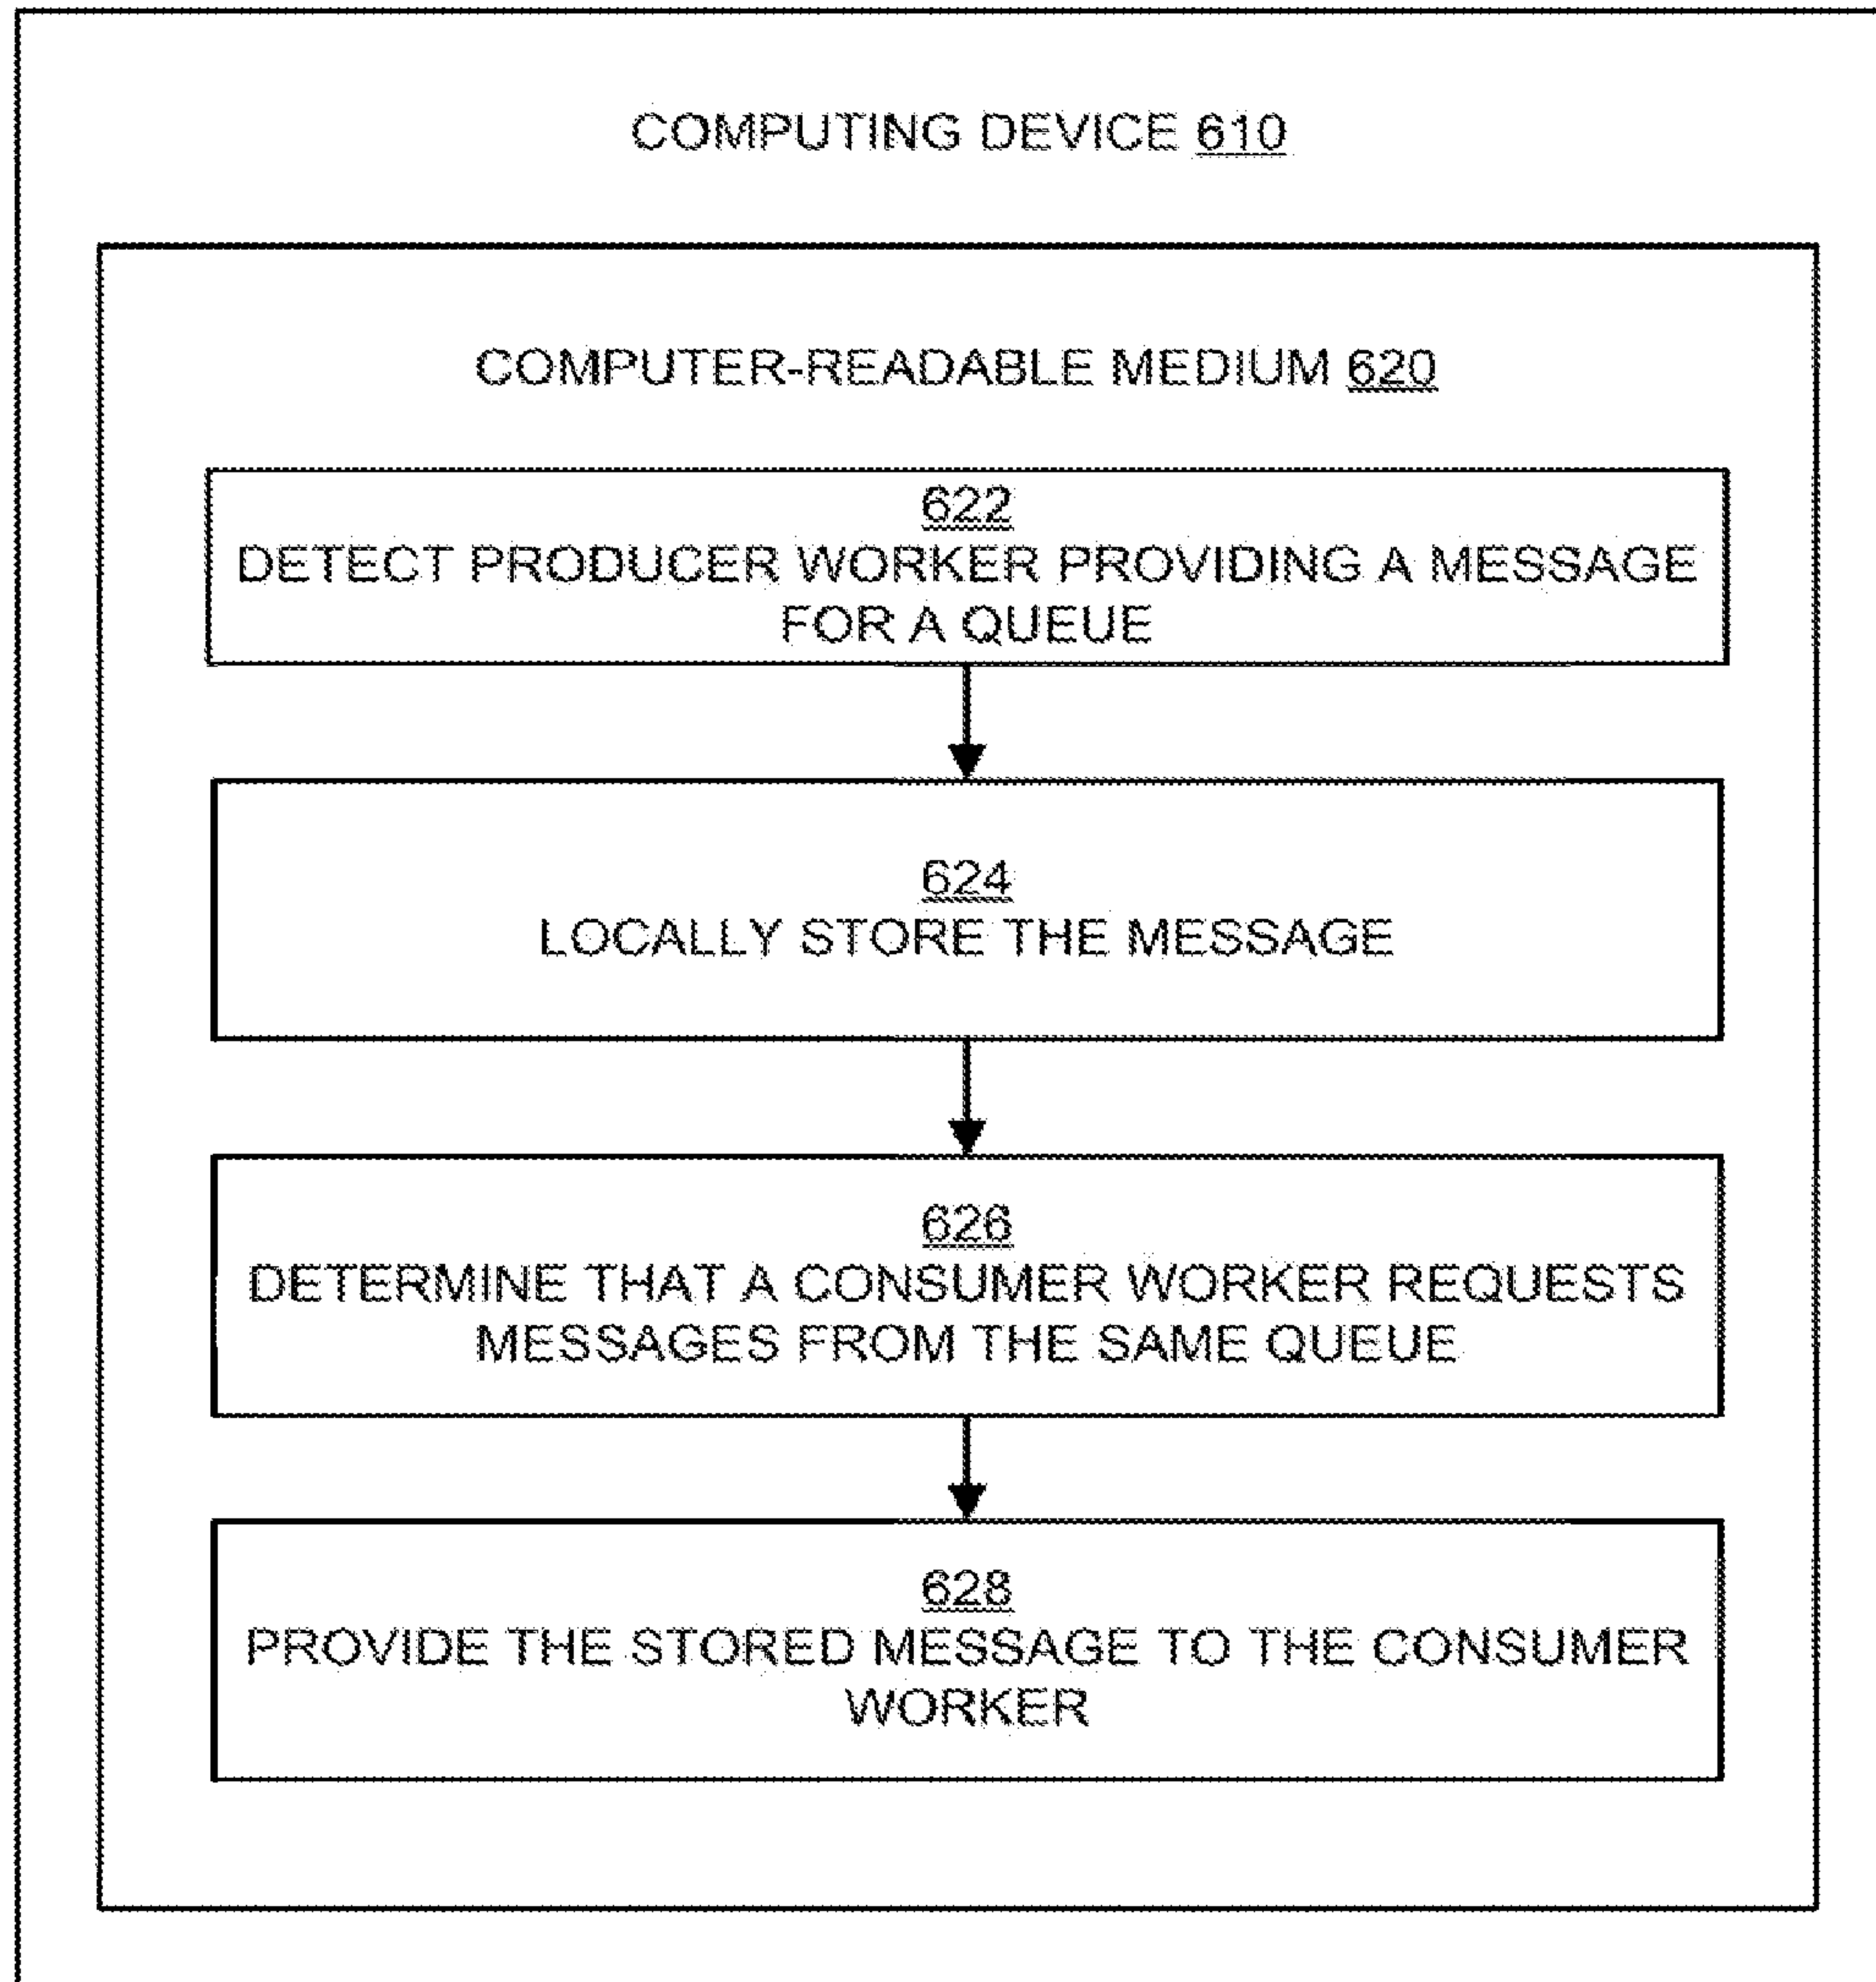 COMPUTING DEVICE 610
COMPUTER-READABLE MEDIUM 620
622
DETECT PRODUCER WORKER PROVIDING A MESSAGE
FOR A QUEUE
624
LOCALLY STORE THE MESSAGE
626
DETERMINE THAT A CONSUMER WORKER REQUESTS
MESSAGES FROM THE SAME QUEUE
628
PROVIDE THE STORED MESSAGE TO THE CONSUMER
WORKER